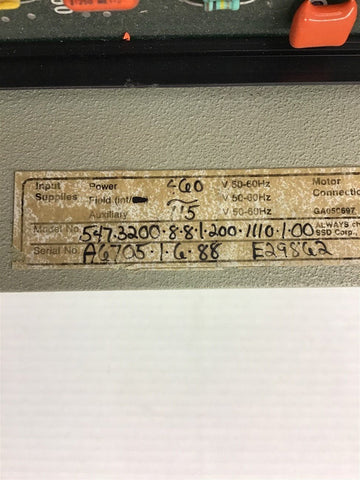 Input Power 460 V 50-60Hz Motor
Supplies Field (int/ V 50-60Hz Connectio
Auxiliary 115 V 50-60Hz GA050697
Model No. 547·3200·8·8·1·200·1110·1·00 ALWAYS ch
SSD Corp.,
Serial No. A6705·1·6·88 E29862